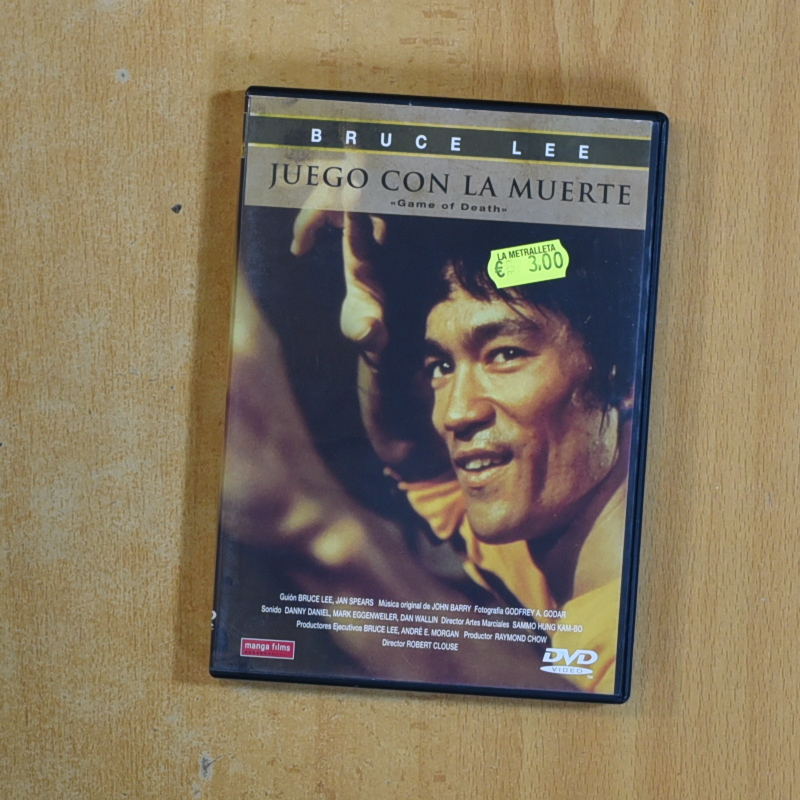 BRUCE LEE
JUEGO CON LA MUERTE
«Game of Death»
LA METRALLETA
€ 3.00
Guión BRUCE LEE, JAN SPEARS Música original de JOHN BARRY Fotografía GODFREY A. GODAR
Sonido DANNY DANIEL, MARK EGGENWEILER, DAN WALLIN Director Artes Marciales SAMMO HUNG KAM-BO
Productores Ejecutivos BRUCE LEE, ANDRÉ E. MORGAN Productor RAYMOND CHOW
Director ROBERT CLOUSE
manga films
DVD
VIDEO